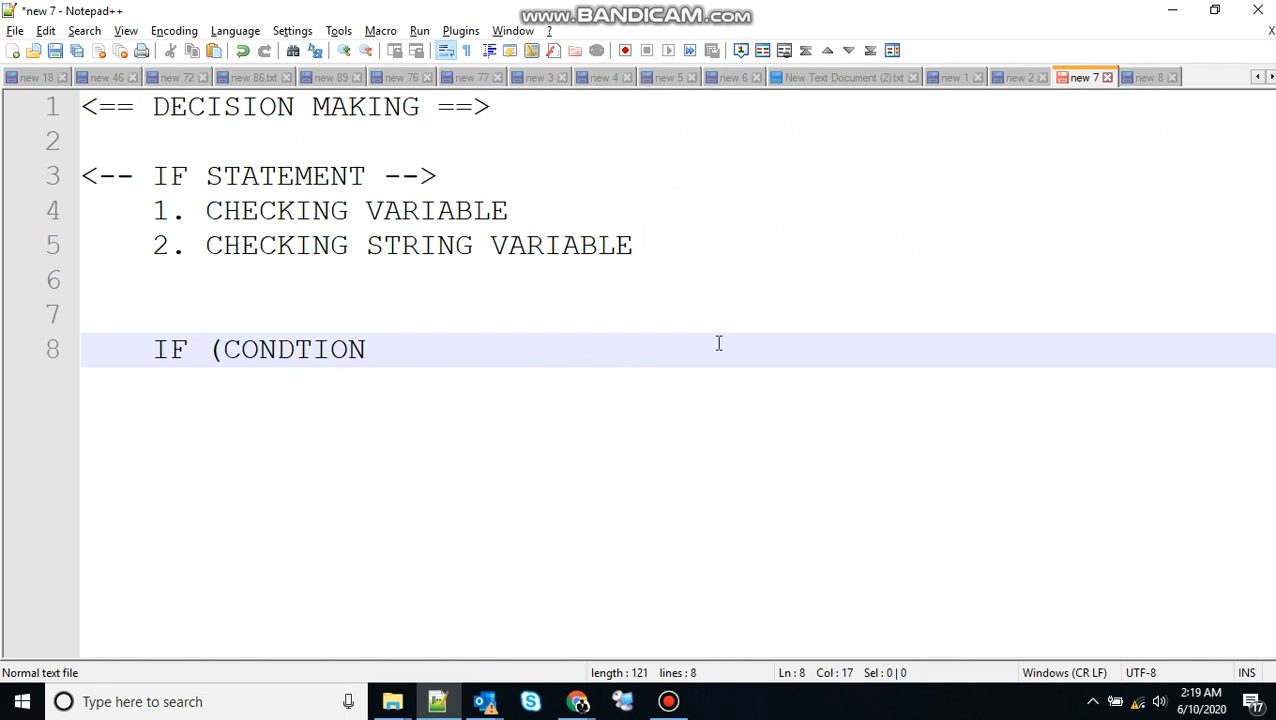 *new 7 - Notepad++
www.BANDICAM.com
File Edit Search View Encoding Language Settings Tools Macro Run Plugins Window ?
X
new 18 new 46 new 72 new 86.txt new 89 new 76 new 77 new 3 new 4 new 5 new 6 New Text Document (2).txt new 1 new 2 new 7 new 8
1 <== DECISION MAKING ==>
2
3 <-- IF STATEMENT -->
4 1. CHECKING VARIABLE
5 2. CHECKING STRING VARIABLE
6
7
8 IF (CONDTION
Normal text file length : 121 lines : 8 Ln : 8 Col : 17 Sel : 0 | 0 Windows (CR LF) UTF-8 INS
Type here to search
2:19 AM
6/10/2020
17